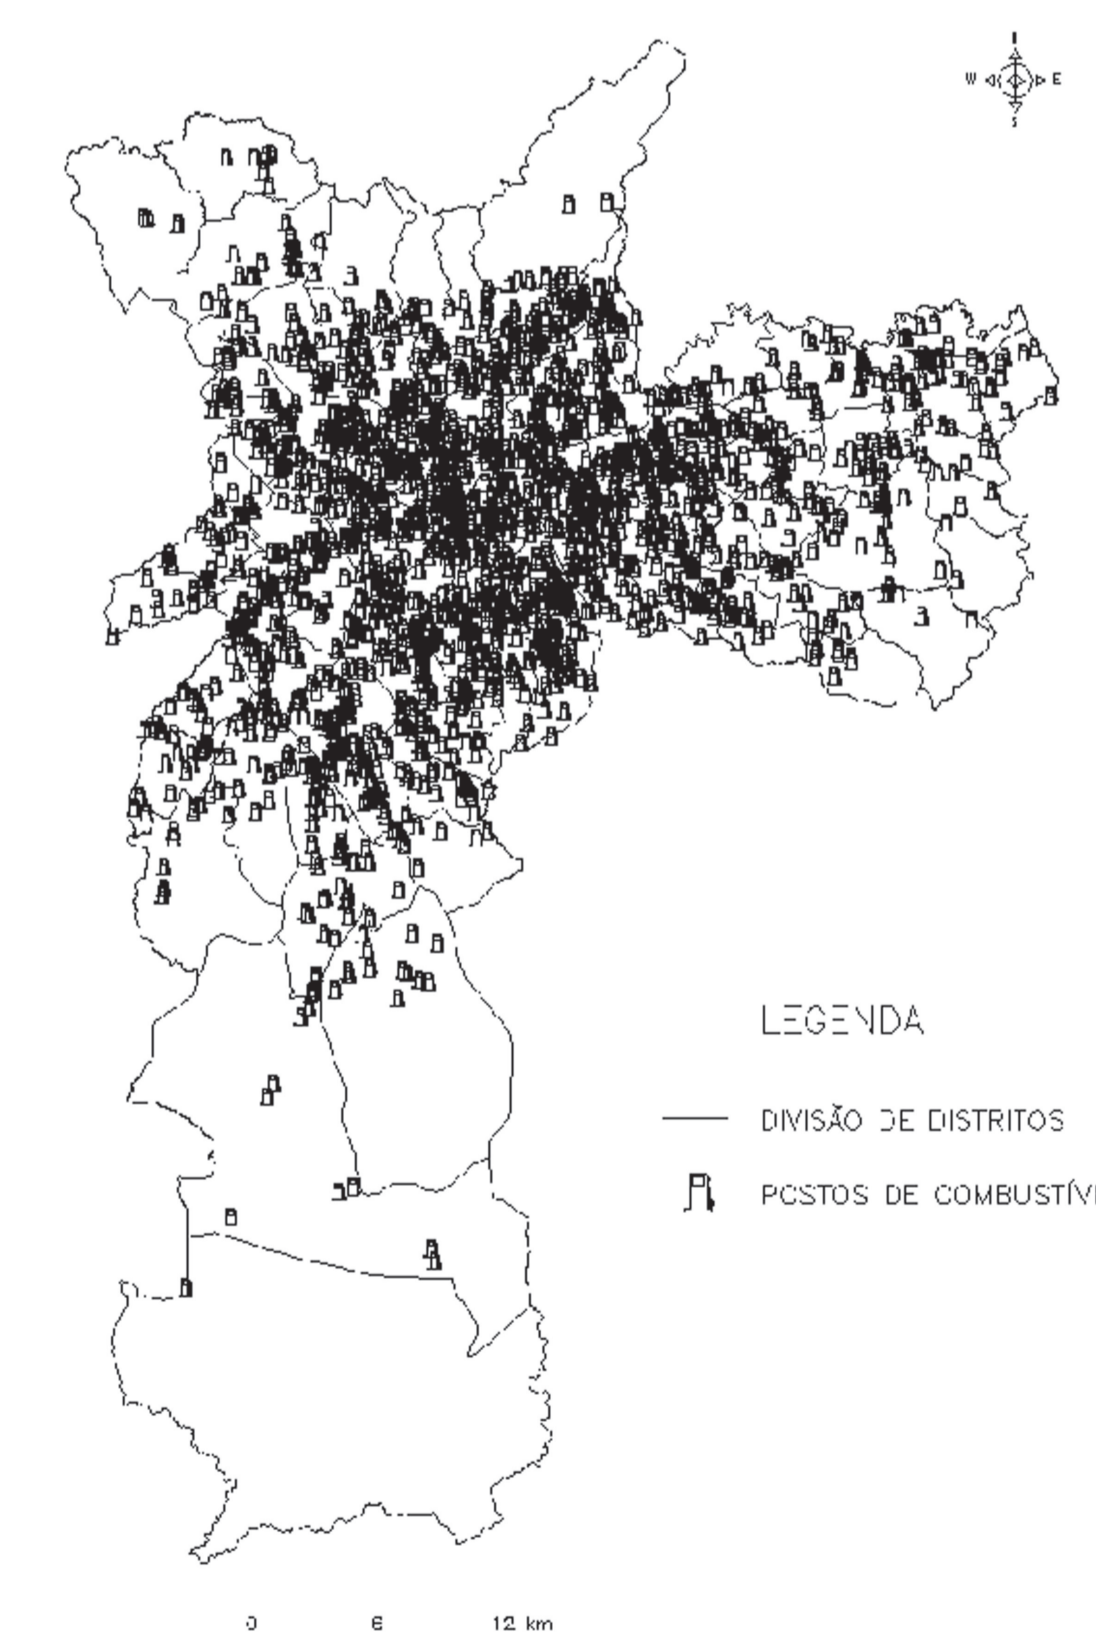 W E
S
LEGENDA
DIVISÃO DE DISTRITOS
POSTOS DE COMBUSTÍV
0 6 12 km